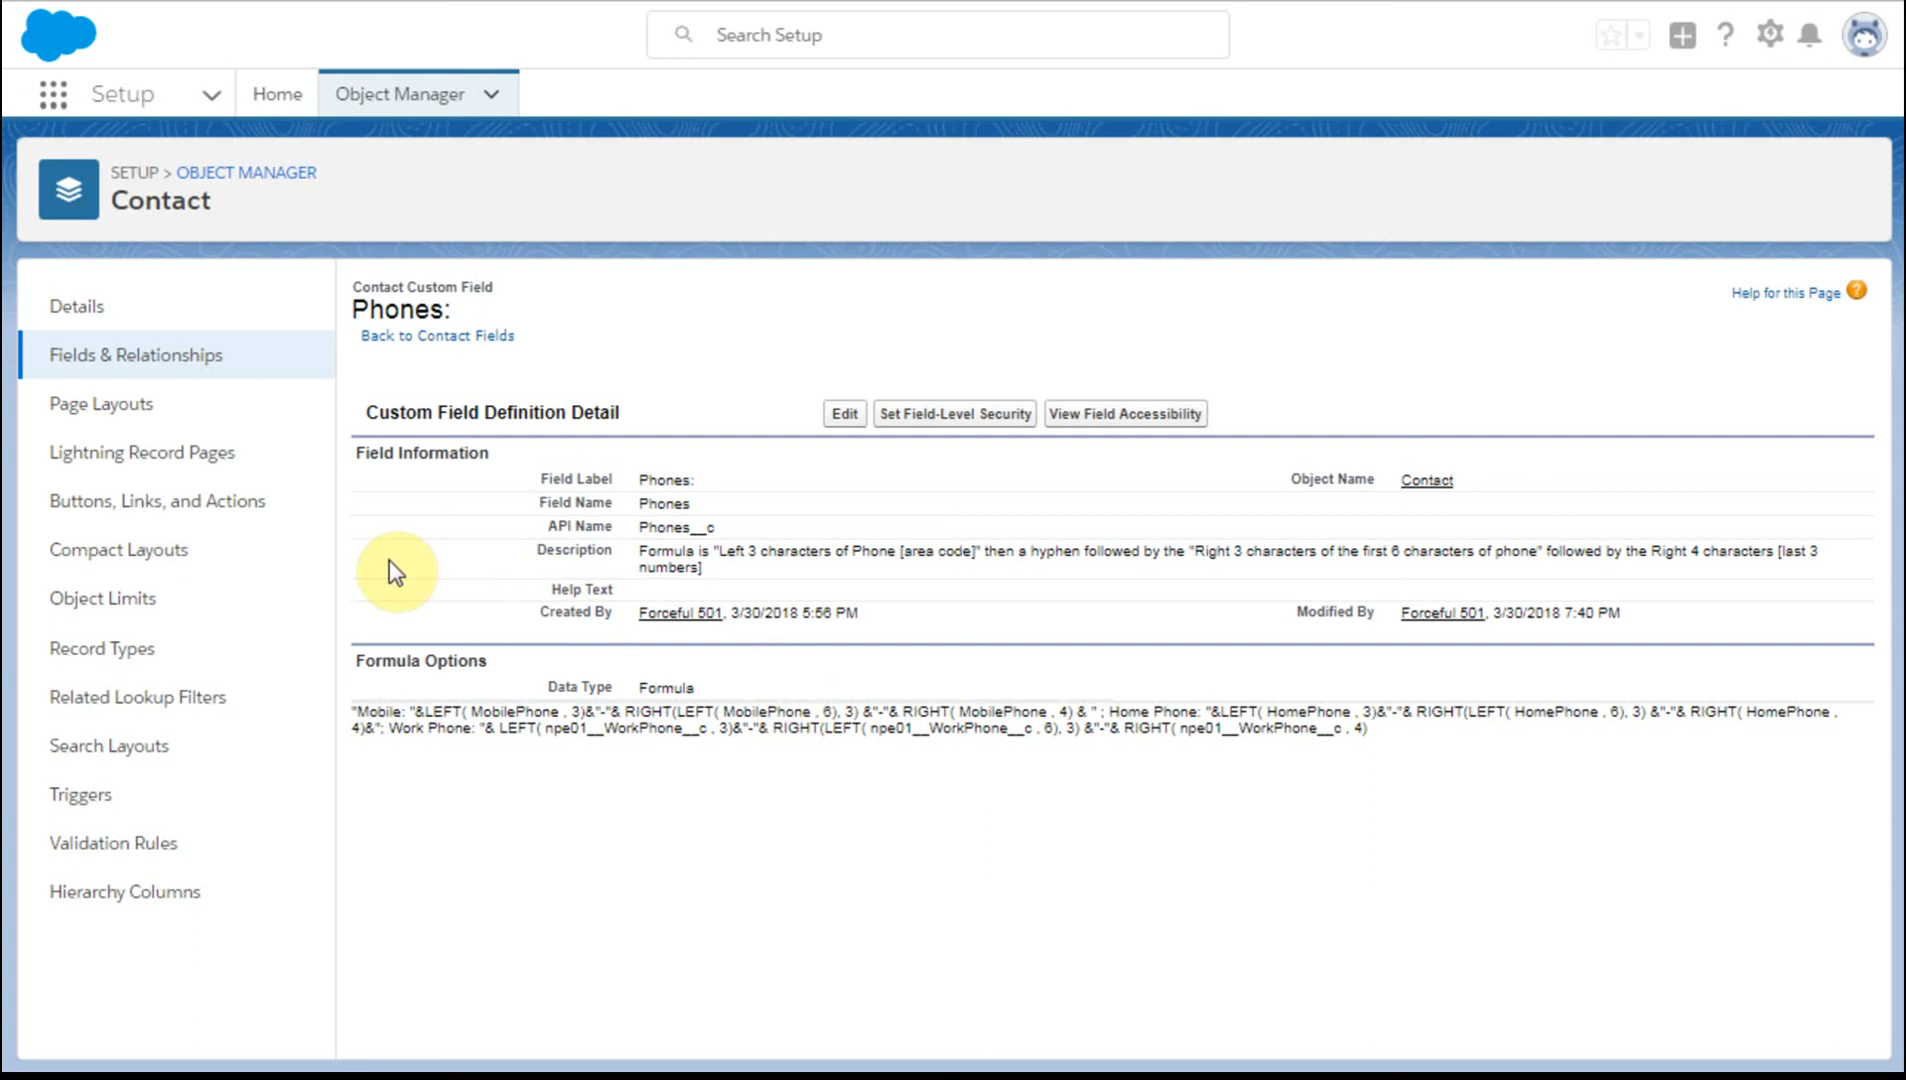 Search Setup
Setup
Home
Object Manager
SETUP > OBJECT MANAGER
Contact
Details
Fields & Relationships
Page Layouts
Lightning Record Pages
Buttons, Links, and Actions
Compact Layouts
Object Limits
Record Types
Related Lookup Filters
Search Layouts
Triggers
Validation Rules
Hierarchy Columns
Contact Custom Field
Phones:
Back to Contact Fields
Help for this Page
Custom Field Definition Detail
Edit
Set Field-Level Security
View Field Accessibility
Field Information
Field Label Phones:
Object Name Contact
Field Name Phones
API Name Phones__c
Description Formula is "Left 3 characters of Phone [area code]" then a hyphen followed by the "Right 3 characters of the first 6 characters of phone" followed by the Right 4 characters [last 3
numbers]
Help Text
Created By Forceful 501, 3/30/2018 5:56 PM
Modified By Forceful 501, 3/30/2018 7:40 PM
Formula Options
Data Type Formula
"Mobile: "&LEFT( MobilePhone , 3)&"-"& RIGHT(LEFT( MobilePhone , 6), 3) &"-"& RIGHT( MobilePhone , 4) & " ; Home Phone: "&LEFT( HomePhone , 3)&"-"& RIGHT(LEFT( HomePhone , 6), 3) &"-"& RIGHT( HomePhone ,
4)&"; Work Phone: "& LEFT( npe01__WorkPhone__c , 3)&"-"& RIGHT(LEFT( npe01__WorkPhone__c , 6), 3) &"-"& RIGHT( npe01__WorkPhone__c , 4)